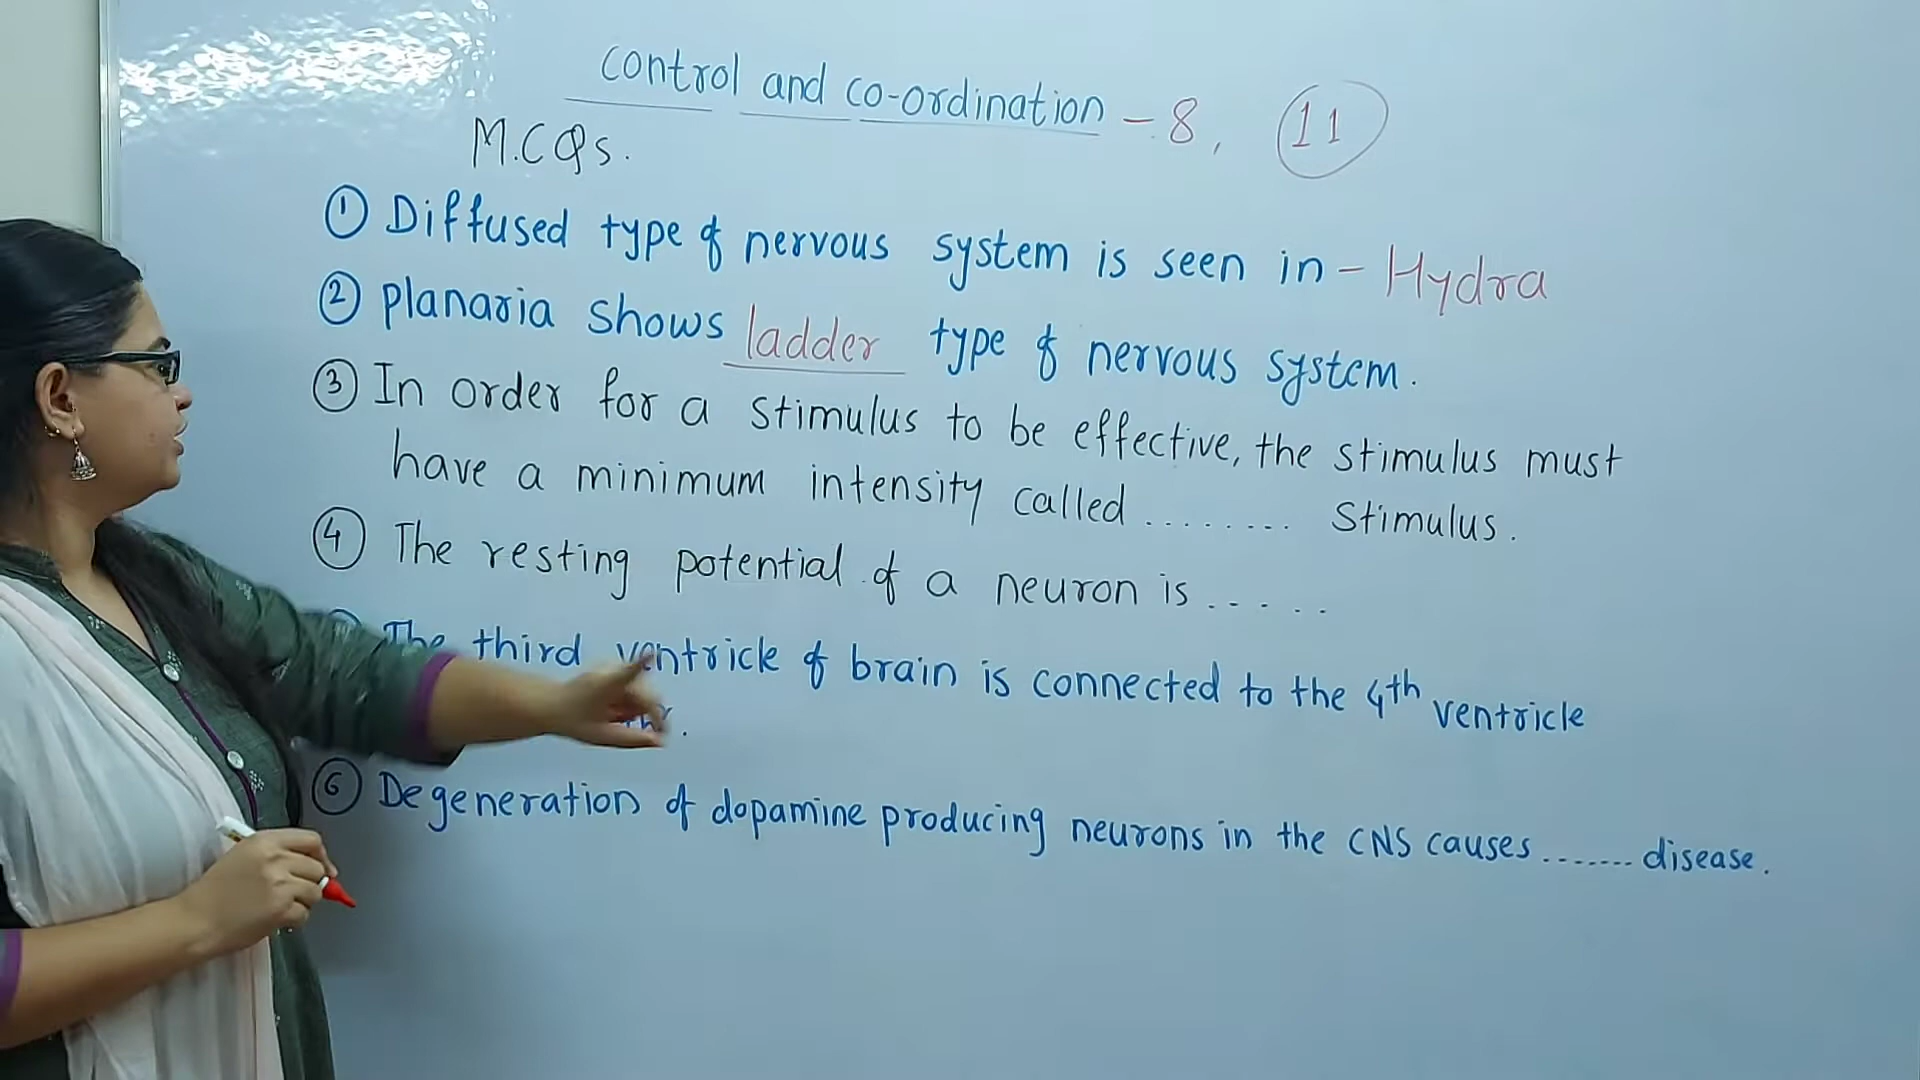 control and co-ordination - 8, 11
M.C.Qs.
① Diffused type of nervous system is seen in - Hydra
② planaria shows ladder type of nervous system.
③ In order for a stimulus to be effective, the stimulus must
have a minimum intensity called ........ Stimulus.
④ The resting potential of a neuron is .....
The third ventricle of brain is connected to the 4th ventricle
⑥ Degeneration of dopamine producing neurons in the CNS causes ....... disease.